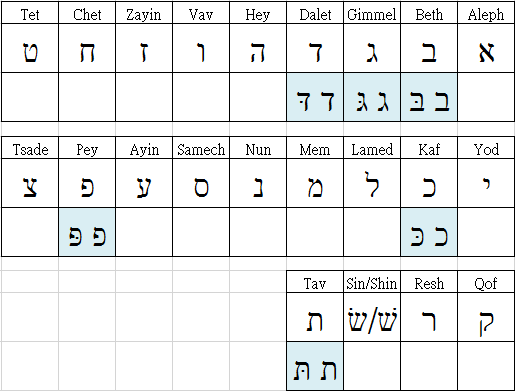 Tet Chet Zayin Vav Hey Dalet Gimmel Beth Aleph
א ב ג ד ה ו ז ח ט
ב בּ ג גּ ד דּ
Tsade Pey Ayin Samech Nun Mem Lamed Kaf Yod
י כ ל מ נ ס ע פ צ
כ כּ פ פּ
Tav Sin/Shin Resh Qof
ק ר שׁ/שׂ ת
ת תּ